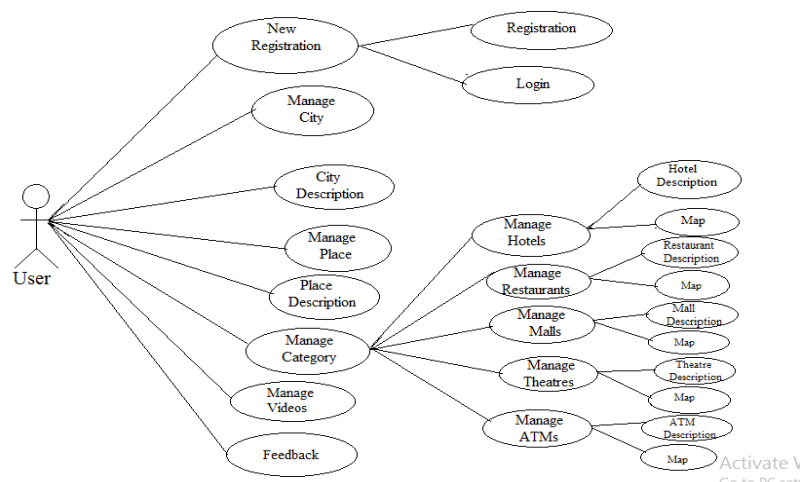 New
Registration
Registration
Login
Manage
City
City
Description
Manage
Place
Place
Description
User
Manage
Category
Manage
Videos
Feedback
Manage
Hotels
Hotel
Description
Map
Manage
Restaurants
Restaurant
Description
Map
Manage
Malls
Mall
Description
Map
Manage
Theatres
Theatre
Description
Map
Manage
ATMs
ATM
Description
Map
Activate